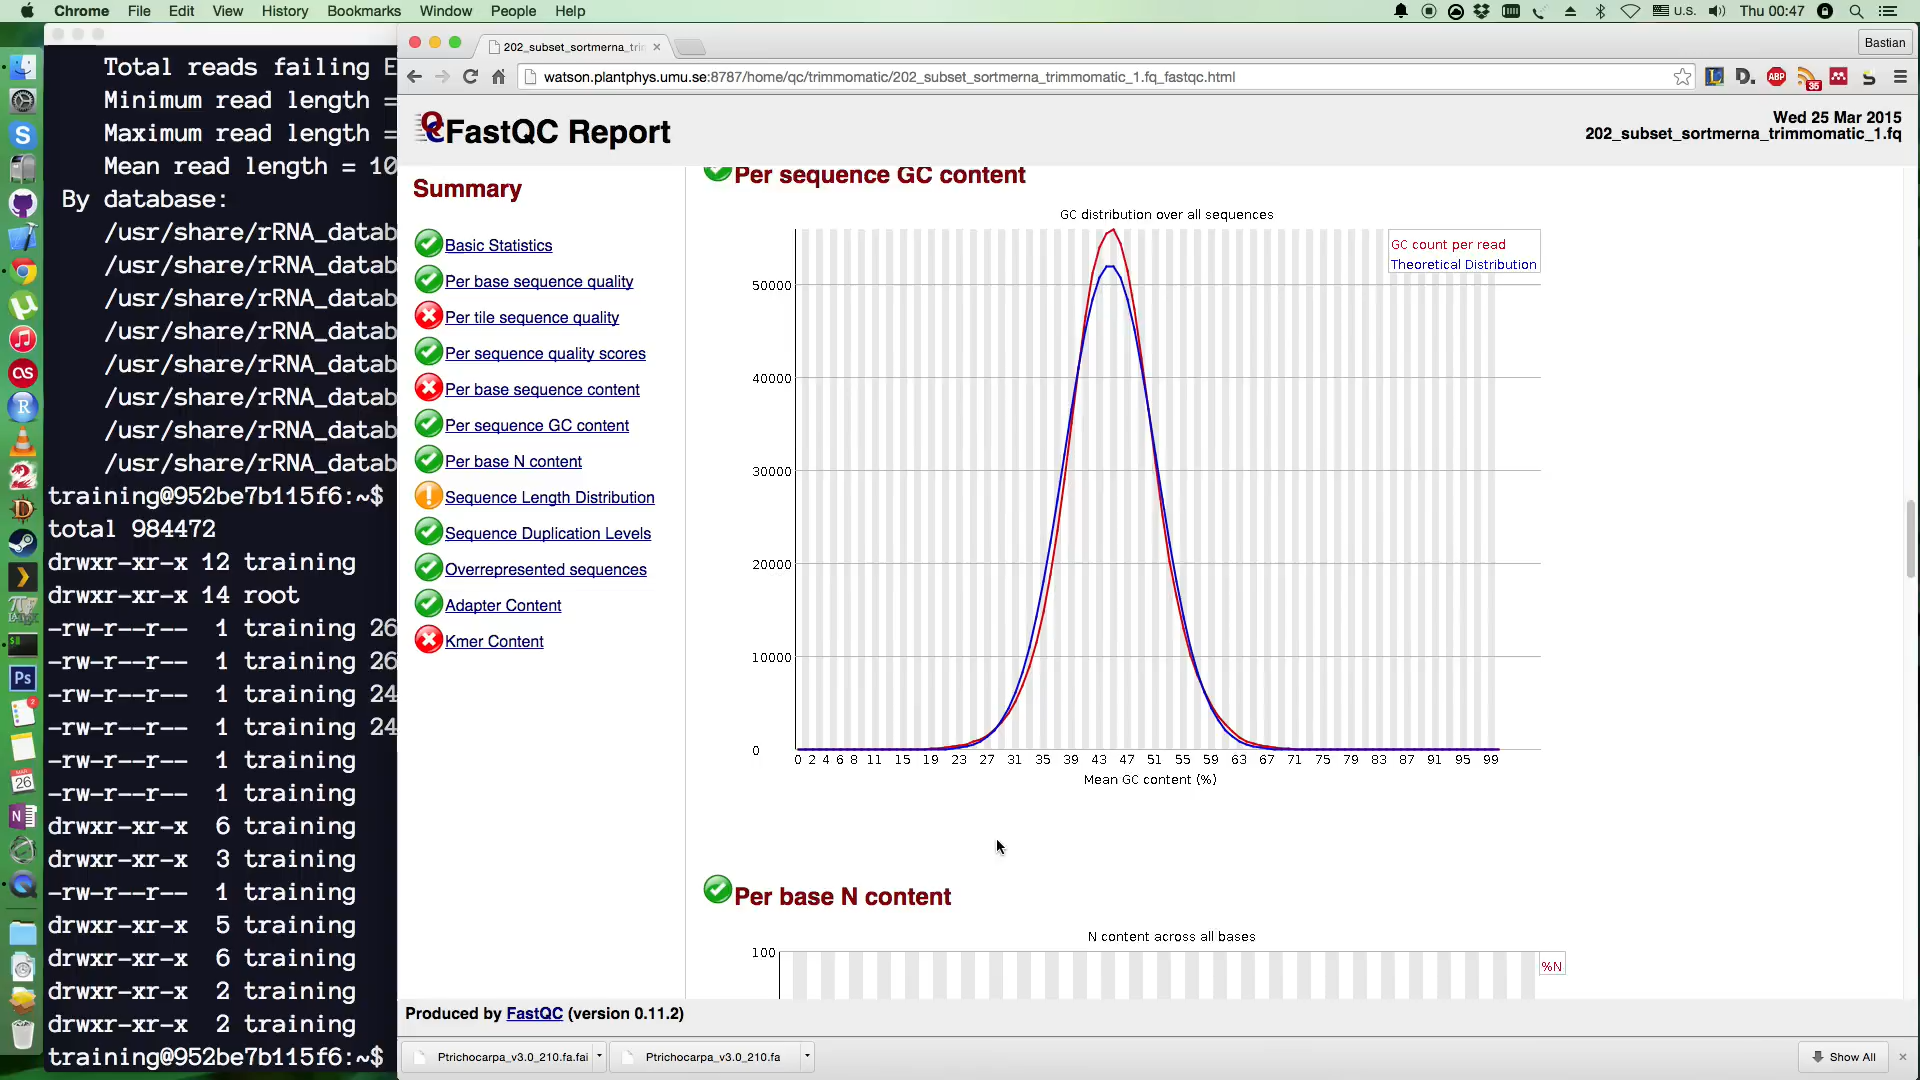 Chrome File Edit View History Bookmarks Window People Help
U.S. Thu 00:47
Total reads failing E
Minimum read length =
Maximum read length =
Mean read length = 10
By database:
/usr/share/rRNA_datab
/usr/share/rRNA_datab
/usr/share/rRNA_datab
/usr/share/rRNA_datab
/usr/share/rRNA_datab
/usr/share/rRNA_datab
/usr/share/rRNA_datab
/usr/share/rRNA_datab
training@952be7b115f6:~$
total 984472
drwxr-xr-x 12 training
drwxr-xr-x 14 root
-rw-r--r-- 1 training 26
-rw-r--r-- 1 training 26
-rw-r--r-- 1 training 24
-rw-r--r-- 1 training 24
-rw-r--r-- 1 training
-rw-r--r-- 1 training
drwxr-xr-x 6 training
drwxr-xr-x 3 training
-rw-r--r-- 1 training
drwxr-xr-x 5 training
drwxr-xr-x 6 training
drwxr-xr-x 2 training
drwxr-xr-x 2 training
training@952be7b115f6:~$
202_subset_sortmerna_trim
Bastian
watson.plantphys.umu.se:8787/home/qc/trimmomatic/202_subset_sortmerna_trimmomatic_1.fq_fastqc.html
ABP
35
FastQC Report
Wed 25 Mar 2015
202_subset_sortmerna_trimmomatic_1.fq
Summary
Basic Statistics
Per base sequence quality
Per tile sequence quality
Per sequence quality scores
Per base sequence content
Per sequence GC content
Per base N content
Sequence Length Distribution
Sequence Duplication Levels
Overrepresented sequences
Adapter Content
Kmer Content
Per sequence GC content
GC distribution over all sequences
GC count per read
Theoretical Distribution
50000
40000
30000
20000
10000
0
0 2 4 6 8 11 15 19 23 27 31 35 39 43 47 51 55 59 63 67 71 75 79 83 87 91 95 99
Mean GC content (%)
Per base N content
N content across all bases
100
%N
Produced by FastQC (version 0.11.2)
Ptrichocarpa_v3.0_210.fa.fai
Ptrichocarpa_v3.0_210.fa
Show All